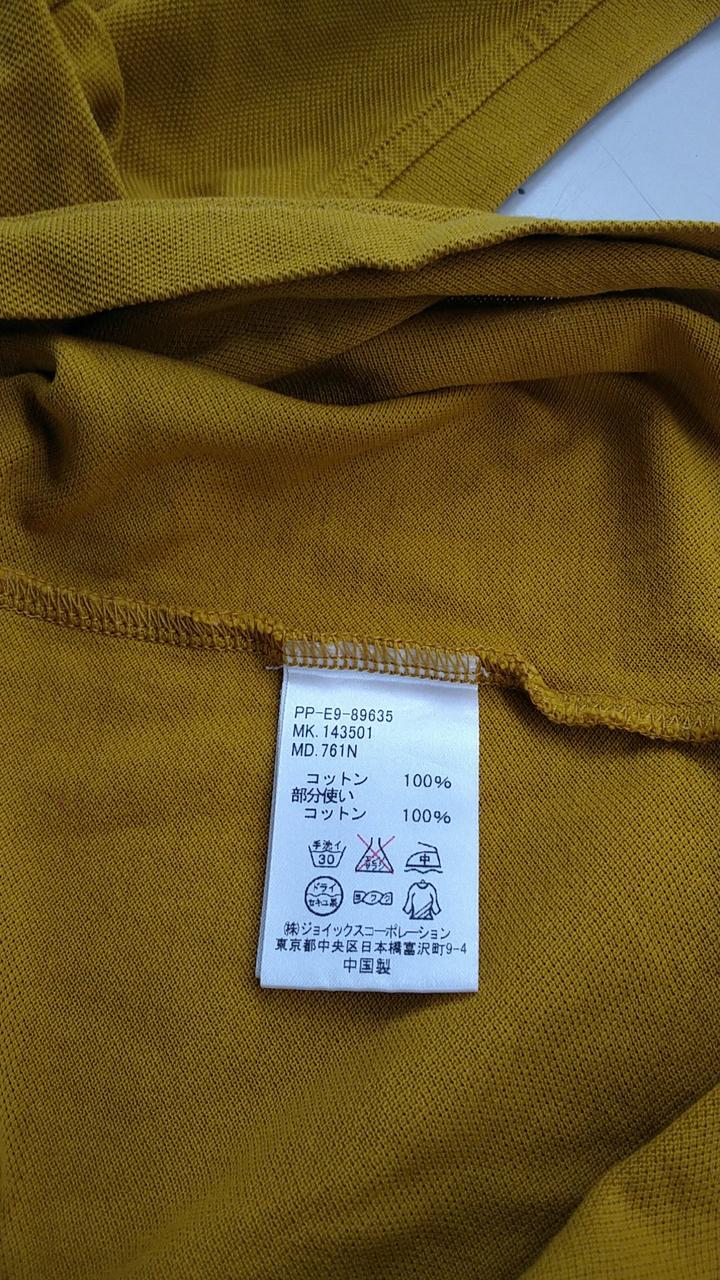 PP-E9-89635
MK.143501
MD.761N
コットン 100%
部分使い
コットン 100%
手洗イ
30
中
ドライ
セキユ系
(株)ジョイックスコーポレーション
東京都中央区日本橋富沢町9-4
中国製